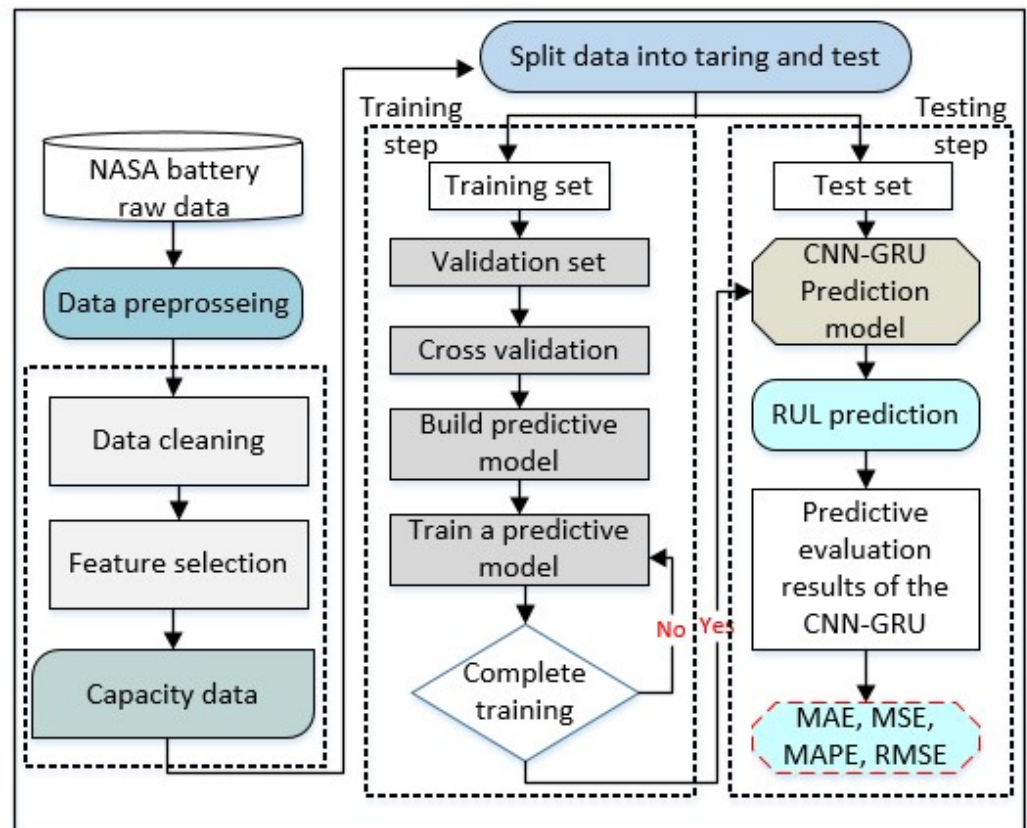 NASA battery
raw data
Data preprosseing
Data cleaning
Feature selection
Capacity data
Split data into taring and test
Training
step
Training set
Validation set
Cross validation
Build predictive
model
Train a predictive
model
Complete
training
No
Yes
Testing
step
Test set
CNN-GRU
Prediction
model
RUL prediction
Predictive
evaluation
results of the
CNN-GRU
MAE, MSE,
MAPE, RMSE